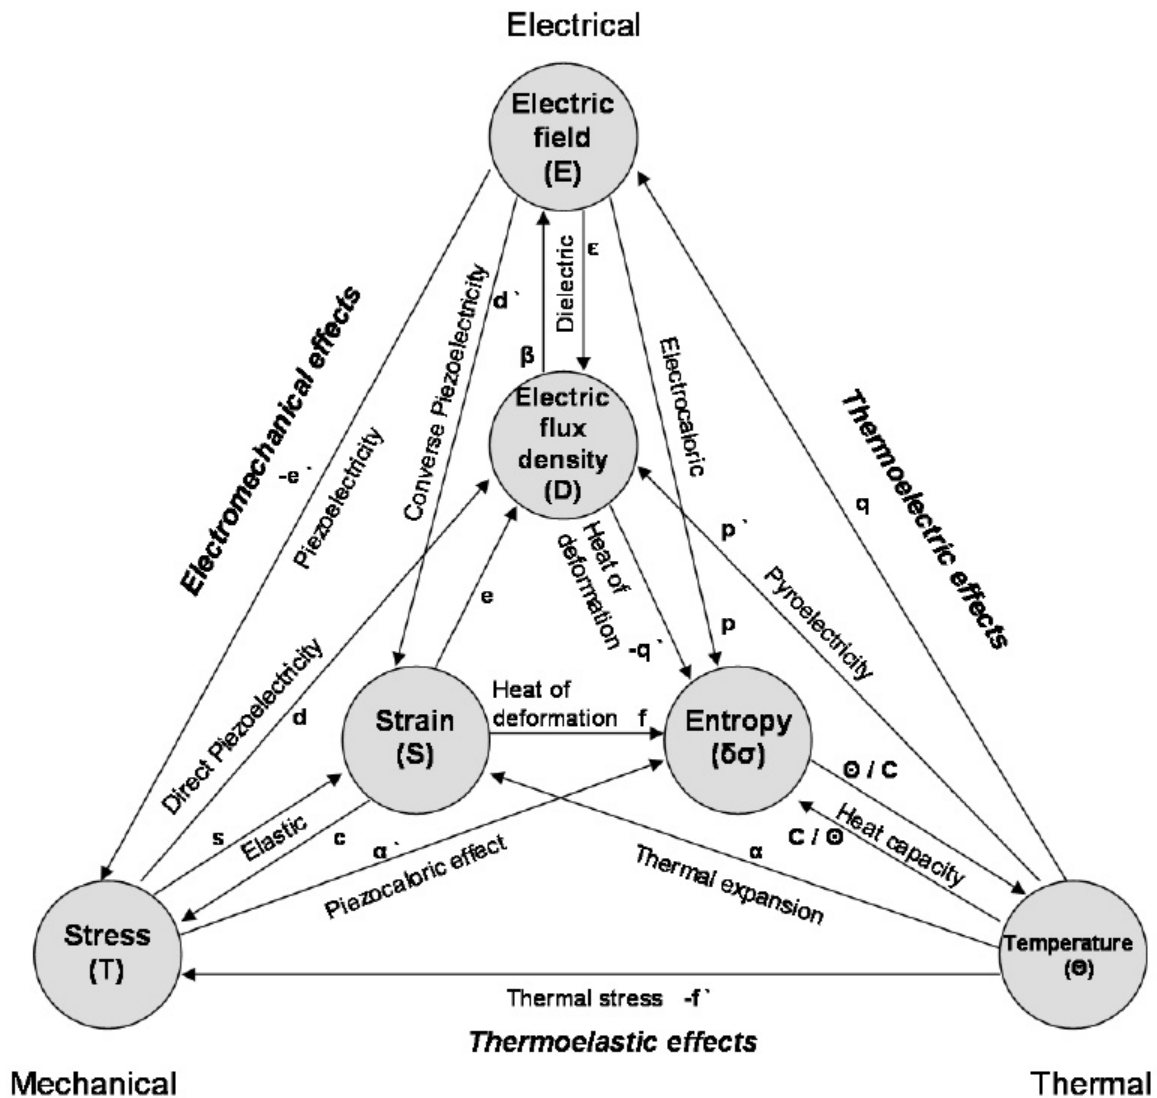 Electrical
Electric
field
(E)
Dielectric
ε
β
Converse Piezoelectricity
d`
Electrocaloric
p
Electromechanical effects
-e`
Piezoelectricity
Thermoelectric effects
q
Electric
flux
density
(D)
p`
Pyroelectricity
Heat of
deformation
-q`
e
Direct Piezoelectricity
d
Strain
(S)
Heat of
deformation f
Entropy
(δσ)
Θ / C
C / Θ
Heat capacity
s
Elastic
c
α`
Piezocaloric effect
α
Thermal expansion
Stress
(T)
Temperature
(Θ)
Thermal stress -f`
Thermoelastic effects
Mechanical
Thermal